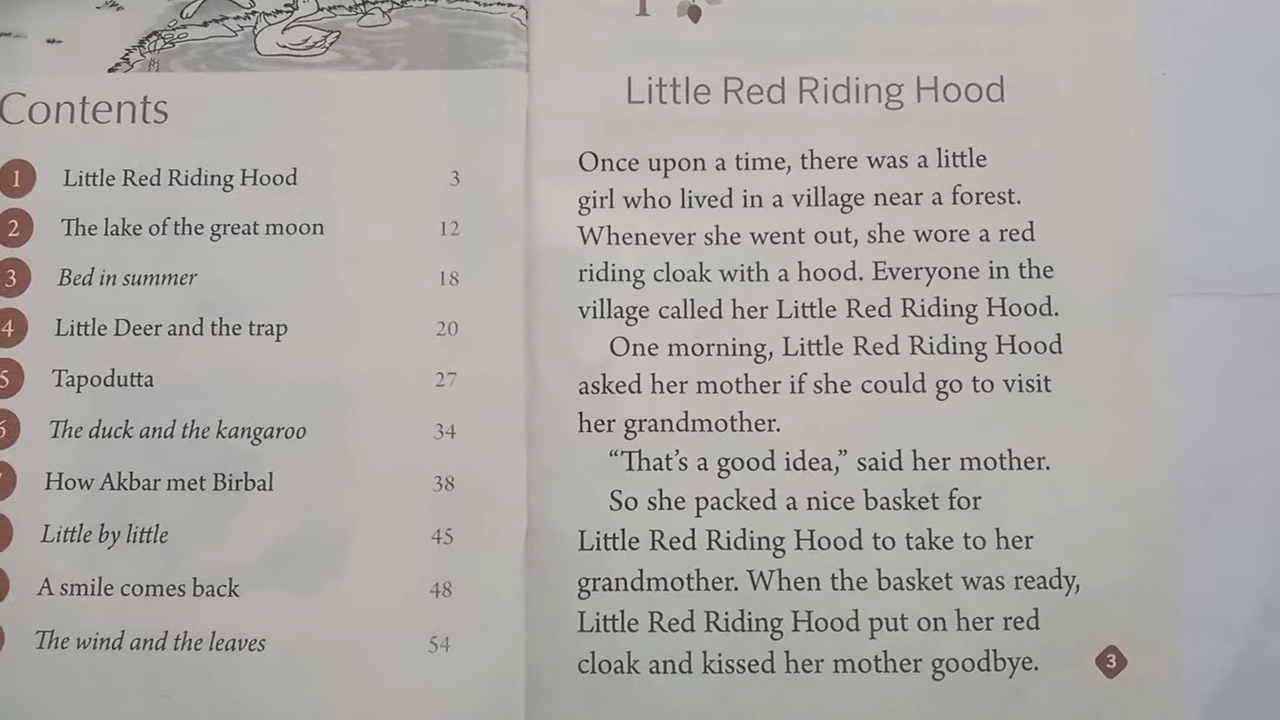 Contents
1 Little Red Riding Hood 3
2 The lake of the great moon 12
3 Bed in summer 18
4 Little Deer and the trap 20
5 Tapodutta 27
The duck and the kangaroo 34
How Akbar met Birbal 38
Little by little 45
A smile comes back 48
The wind and the leaves 54
Little Red Riding Hood
Once upon a time, there was a little
girl who lived in a village near a forest.
Whenever she went out, she wore a red
riding cloak with a hood. Everyone in the
village called her Little Red Riding Hood.
One morning, Little Red Riding Hood
asked her mother if she could go to visit
her grandmother.
“That’s a good idea,” said her mother.
So she packed a nice basket for
Little Red Riding Hood to take to her
grandmother. When the basket was ready,
Little Red Riding Hood put on her red
cloak and kissed her mother goodbye.
3